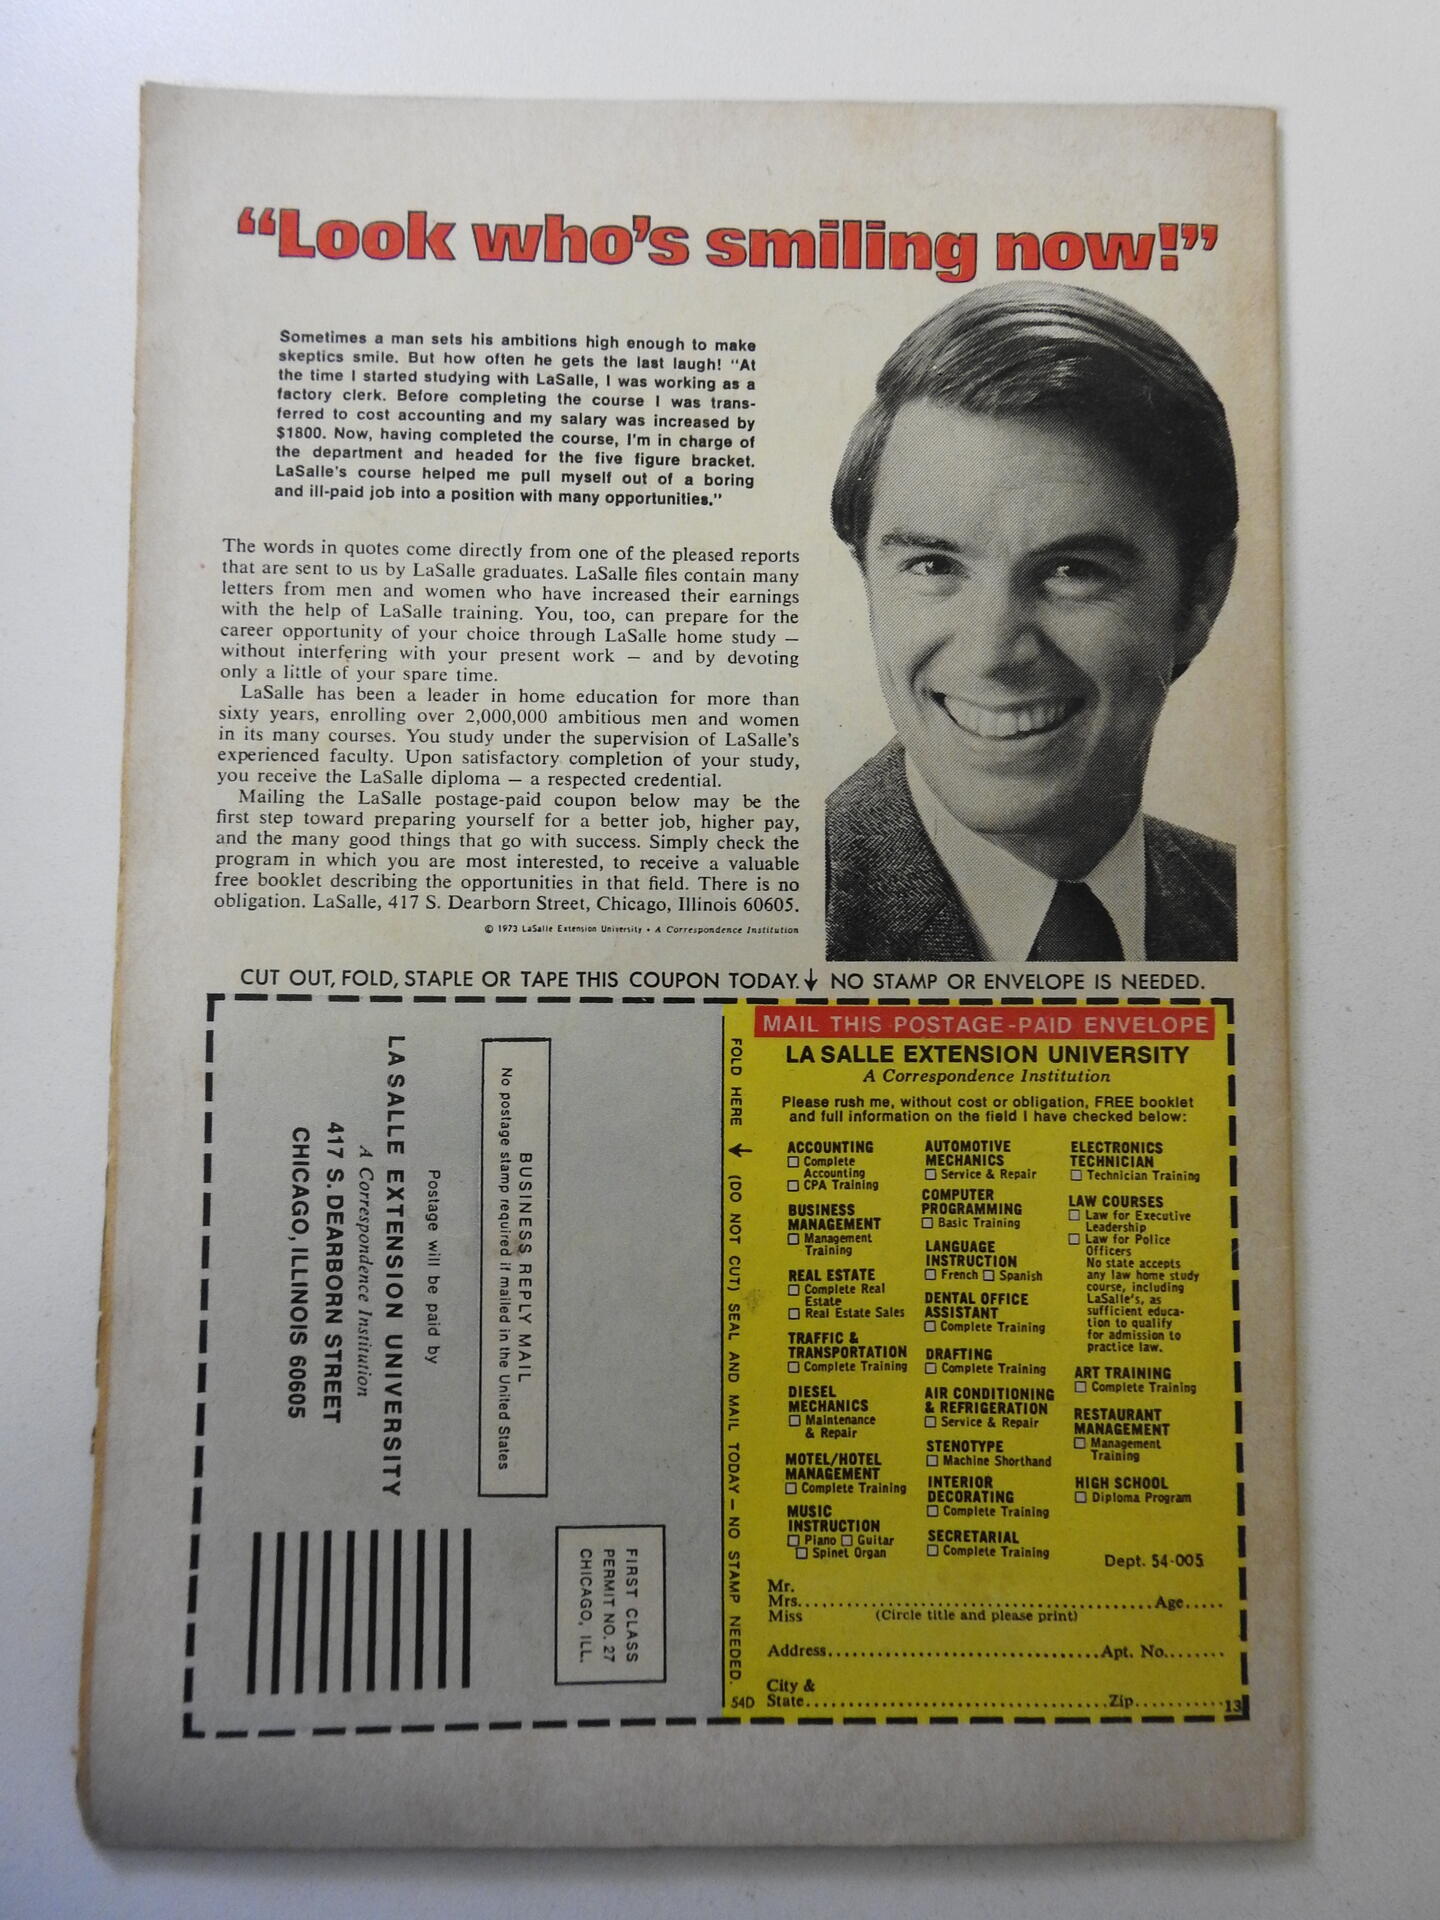 “Look who’s smiling now!”
Sometimes a man sets his ambitions high enough to make
skeptics smile. But how often he gets the last laugh! “At
the time I started studying with LaSalle, I was working as a
factory clerk. Before completing the course I was trans-
ferred to cost accounting and my salary was increased by
$1800. Now, having completed the course, I’m in charge of
the department and headed for the five figure bracket.
LaSalle’s course helped me pull myself out of a boring
and ill-paid job into a position with many opportunities.”
The words in quotes come directly from one of the pleased reports
that are sent to us by LaSalle graduates. LaSalle files contain many
letters from men and women who have increased their earnings
with the help of LaSalle training. You, too, can prepare for the
career opportunity of your choice through LaSalle home study —
without interfering with your present work — and by devoting
only a little of your spare time.
LaSalle has been a leader in home education for more than
sixty years, enrolling over 2,000,000 ambitious men and women
in its many courses. You study under the supervision of LaSalle’s
experienced faculty. Upon satisfactory completion of your study,
you receive the LaSalle diploma — a respected credential.
Mailing the LaSalle postage-paid coupon below may be the
first step toward preparing yourself for a better job, higher pay,
and the many good things that go with success. Simply check the
program in which you are most interested, to receive a valuable
free booklet describing the opportunities in that field. There is no
obligation. LaSalle, 417 S. Dearborn Street, Chicago, Illinois 60605.
© 1973 LaSalle Extension University • A Correspondence Institution
CUT OUT, FOLD, STAPLE OR TAPE THIS COUPON TODAY. ↓ NO STAMP OR ENVELOPE IS NEEDED.
FIRST CLASS
PERMIT NO. 27
CHICAGO, ILL.
BUSINESS REPLY MAIL
No postage stamp required if mailed in the United States
Postage will be paid by
LA SALLE EXTENSION UNIVERSITY
A Correspondence Institution
417 S. DEARBORN STREET
CHICAGO, ILLINOIS 60605
FOLD HERE ↓ (DO NOT CUT) SEAL AND MAIL TODAY — NO STAMP NEEDED.
54D
MAIL THIS POSTAGE-PAID ENVELOPE
LA SALLE EXTENSION UNIVERSITY
A Correspondence Institution
Please rush me, without cost or obligation, FREE booklet
and full information on the field I have checked below:
ACCOUNTING
☐ Complete
Accounting
☐ CPA Training
BUSINESS
MANAGEMENT
☐ Management
Training
REAL ESTATE
☐ Complete Real
Estate
☐ Real Estate Sales
TRAFFIC &
TRANSPORTATION
☐ Complete Training
DIESEL
MECHANICS
☐ Maintenance
& Repair
MOTEL/HOTEL
MANAGEMENT
☐ Complete Training
MUSIC
INSTRUCTION
☐ Piano ☐ Guitar
☐ Spinet Organ
AUTOMOTIVE
MECHANICS
☐ Service & Repair
COMPUTER
PROGRAMMING
☐ Basic Training
LANGUAGE
INSTRUCTION
☐ French ☐ Spanish
DENTAL OFFICE
ASSISTANT
☐ Complete Training
DRAFTING
☐ Complete Training
AIR CONDITIONING
& REFRIGERATION
☐ Service & Repair
STENOTYPE
☐ Machine Shorthand
INTERIOR
DECORATING
☐ Complete Training
SECRETARIAL
☐ Complete Training
ELECTRONICS
TECHNICIAN
☐ Technician Training
LAW COURSES
☐ Law for Executive
Leadership
☐ Law for Police
Officers
No state accepts
any law home study
course, including
LaSalle’s, as
sufficient educa-
tion to qualify
for admission to
practice law.
ART TRAINING
☐ Complete Training
RESTAURANT
MANAGEMENT
☐ Management
Training
HIGH SCHOOL
☐ Diploma Program
Dept. 54-005
Mr.
Mrs. Age
Miss (Circle title and please print)
Address Apt. No.
City &
State Zip 13